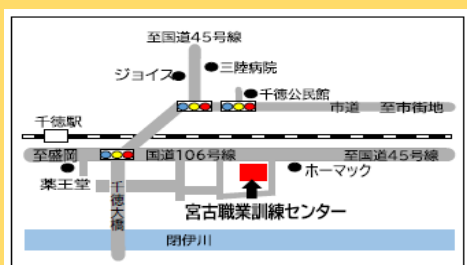 至国道45号線
ジョイス
三陸病院
千徳公民館
市道 至市街地
千徳駅
至盛岡 国道106号線 至国道45号線
薬王堂
ホーマック
千徳大橋
宮古職業訓練センター
閉伊川